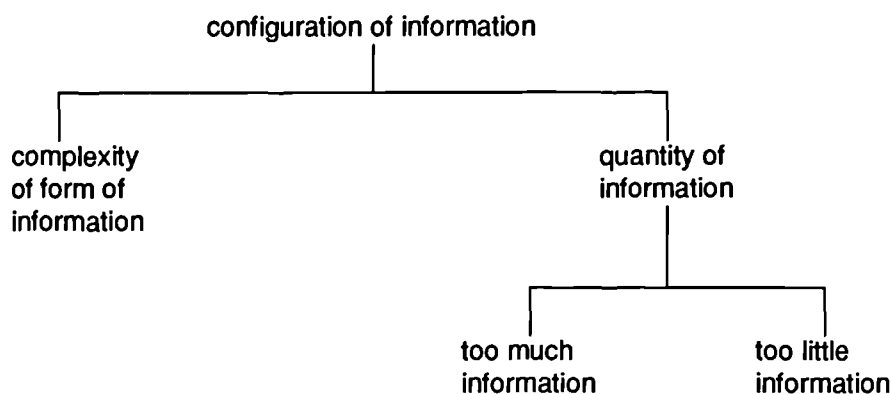 configuration of information
complexity
of form of
information
quantity of
information
too much
information
too little
information